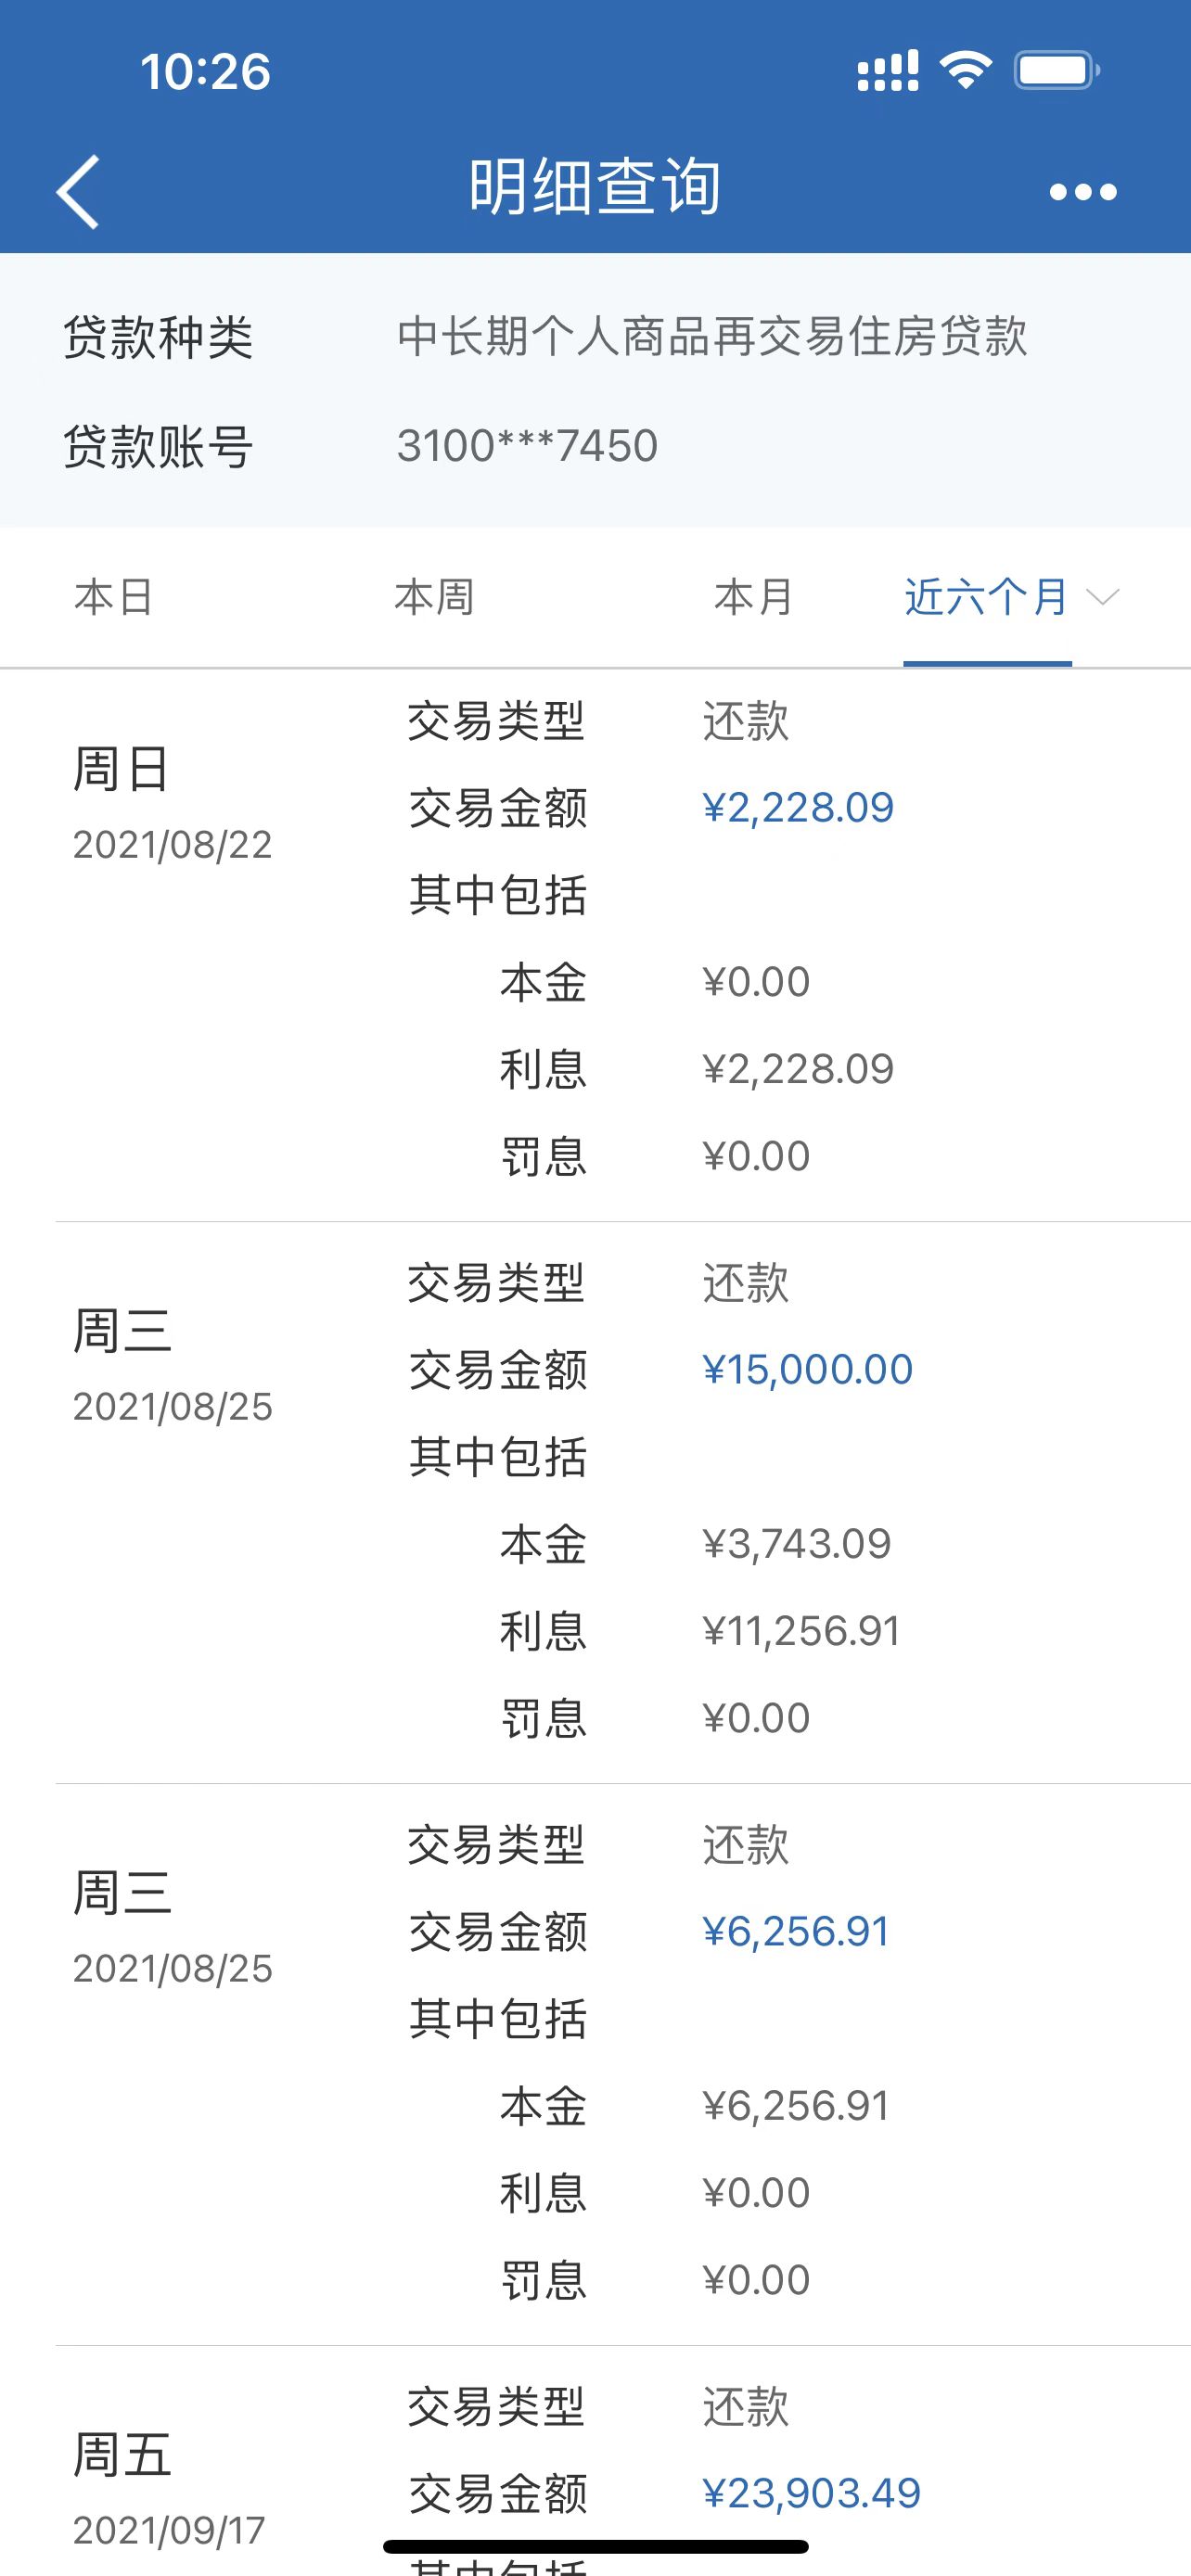 10:26
明细查询
贷款种类 中长期个人商品再交易住房贷款
贷款账号 3100***7450
本日 本周 本月 近六个月
交易类型 还款
周日
交易金额 ¥2,228.09
2021/08/22
其中包括
本金 ¥0.00
利息 ¥2,228.09
罚息 ¥0.00
交易类型 还款
周三
交易金额 ¥15,000.00
2021/08/25
其中包括
本金 ¥3,743.09
利息 ¥11,256.91
罚息 ¥0.00
交易类型 还款
周三
交易金额 ¥6,256.91
2021/08/25
其中包括
本金 ¥6,256.91
利息 ¥0.00
罚息 ¥0.00
交易类型 还款
周五
交易金额 ¥23,903.49
2021/09/17
其中包括